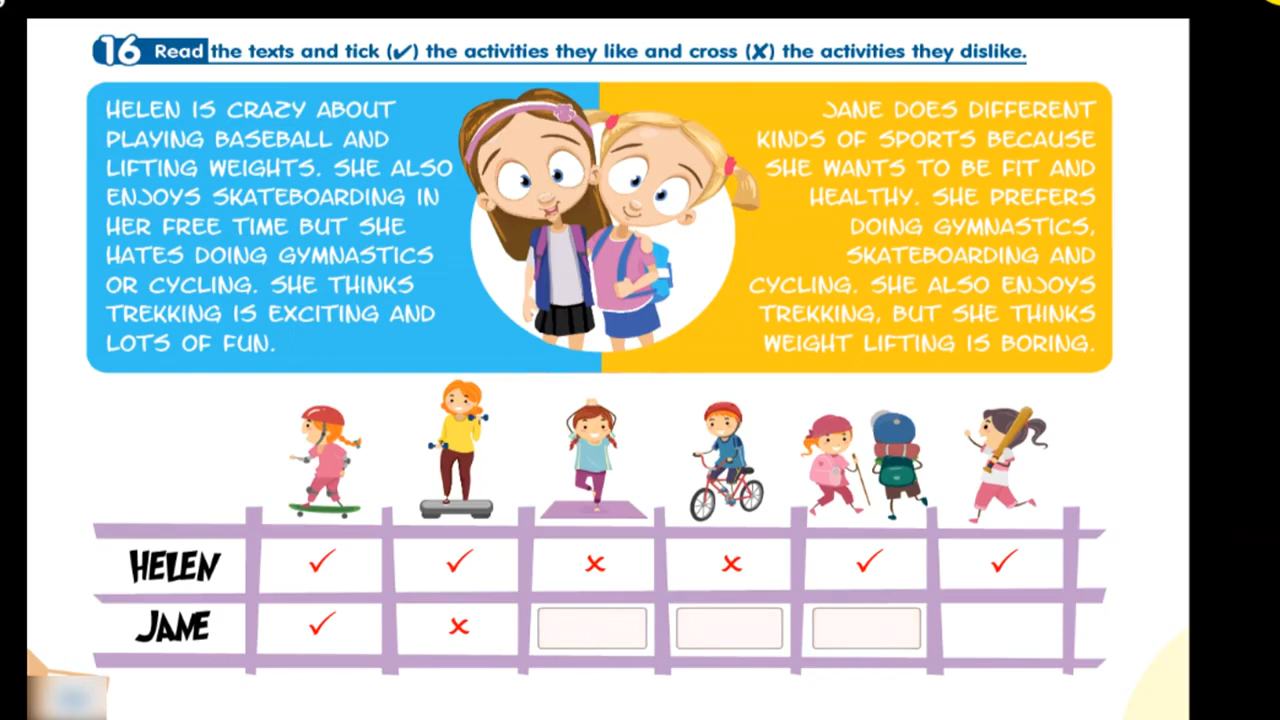 16 Read the texts and tick (✔) the activities they like and cross (✘) the activities they dislike.
HELEN IS CRAZY ABOUT
PLAYING BASEBALL AND
LIFTING WEIGHTS. SHE ALSO
ENJOYS SKATEBOARDING IN
HER FREE TIME BUT SHE
HATES DOING GYMNASTICS
OR CYCLING. SHE THINKS
TREKKING IS EXCITING AND
LOTS OF FUN.
JANE DOES DIFFERENT
KINDS OF SPORTS BECAUSE
SHE WANTS TO BE FIT AND
HEALTHY. SHE PREFERS
DOING GYMNASTICS,
SKATEBOARDING AND
CYCLING. SHE ALSO ENJOYS
TREKKING, BUT SHE THINKS
WEIGHT LIFTING IS BORING.
HELEN ✓ ✓ x x ✓ ✓
JANE ✓ x